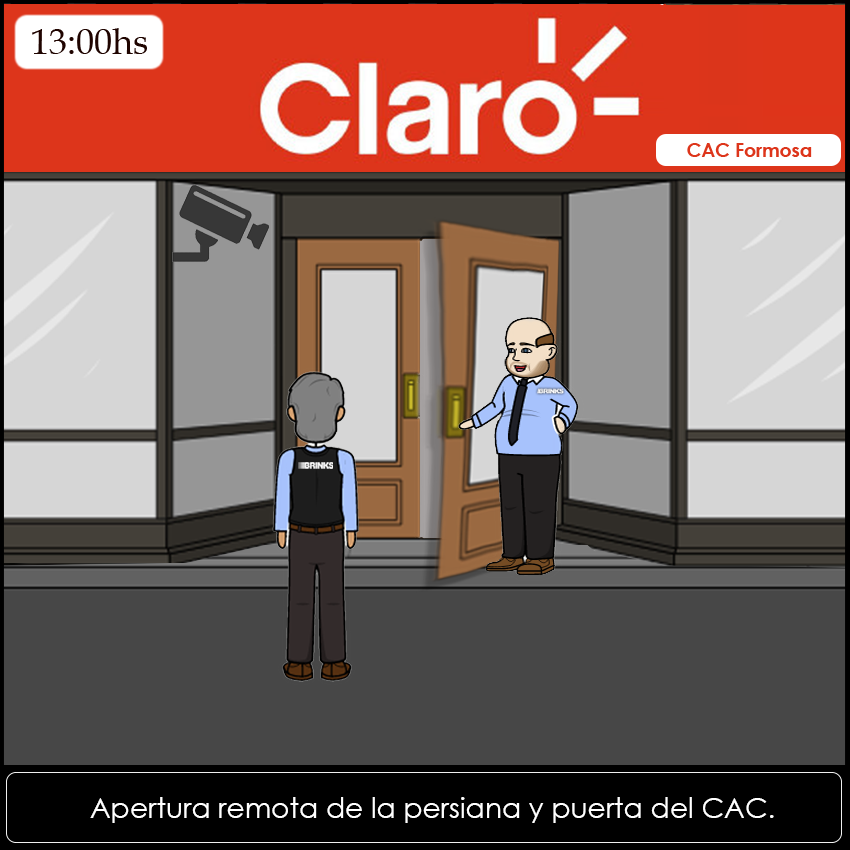 13:00hs
Claro
CAC Formosa
BRINKS
BRINKS
Apertura remota de la persiana y puerta del CAC.